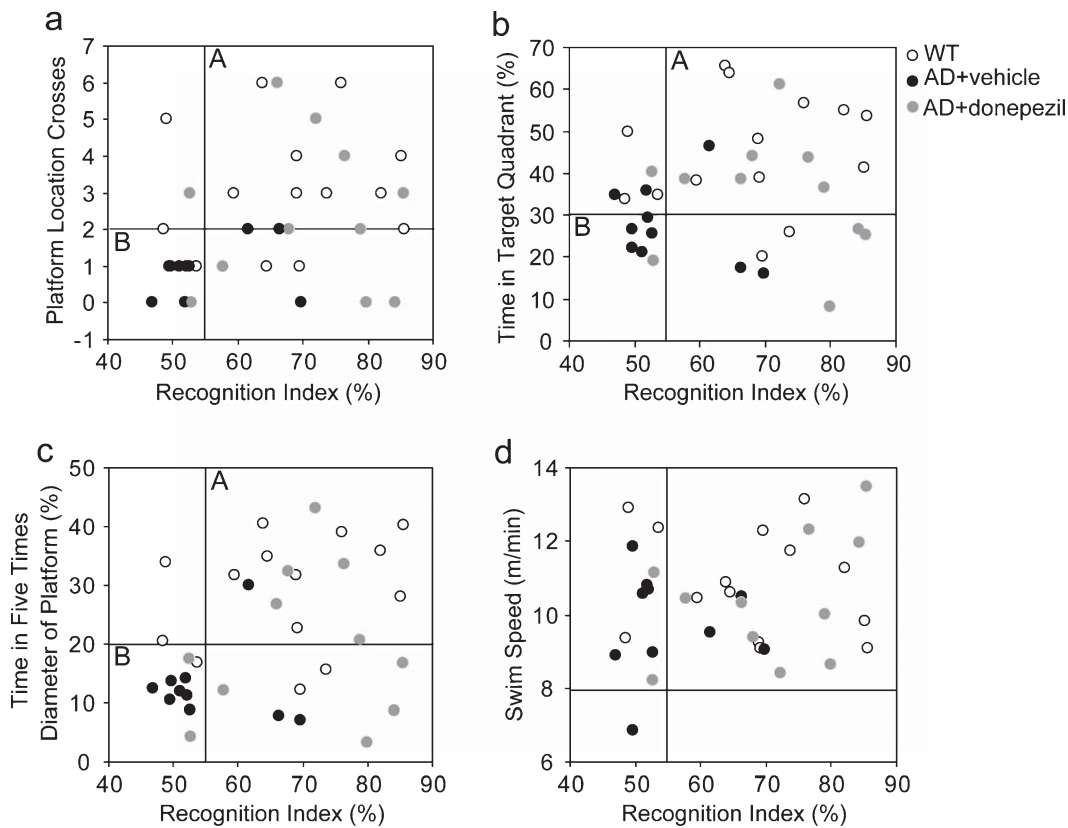 a
7
6
5
4
3
2
1
0
-1
A
B
Platform Location Crosses
40 50 60 70 80 90
Recognition Index (%)
b
70
60
50
40
30
20
10
0
A
B
Time in Target Quadrant (%)
40 50 60 70 80 90
Recognition Index (%)
WT
AD+vehicle
AD+donepezil
c
50
40
30
20
10
0
A
B
Time in Five Times
Diameter of Platform (%)
40 50 60 70 80 90
Recognition Index (%)
d
14
12
10
8
6
Swim Speed (m/min)
40 50 60 70 80 90
Recognition Index (%)